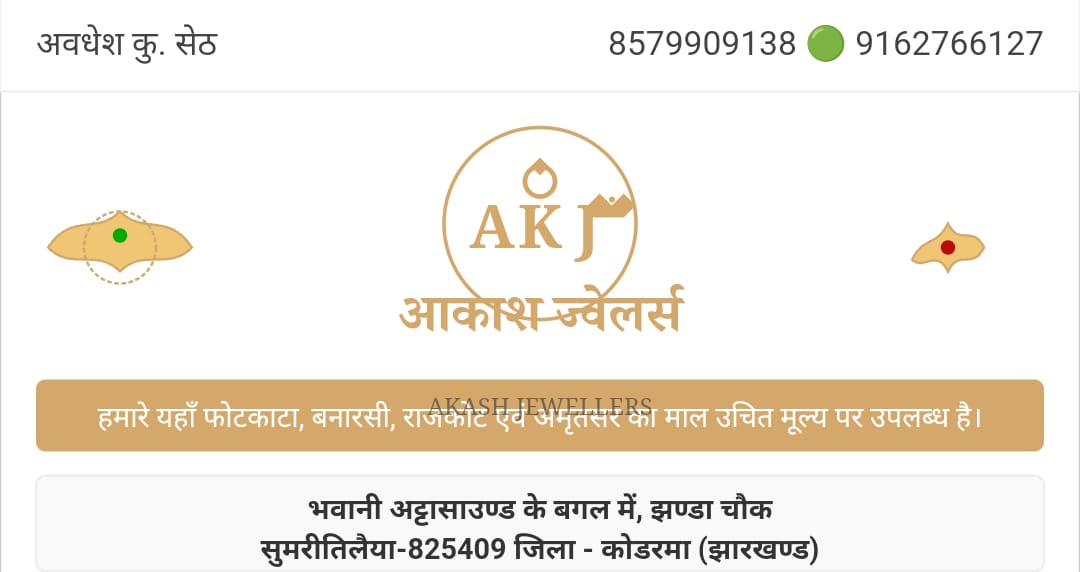 अवधेश कु. सेठ
8579909138 🟢 9162766127
AKJ
आकाश ज्वेलर्स
AKASH JEWELLERS
हमारे यहाँ फोटकाटा, बनारसी, राजकोट एवं अमृतसर का माल उचित मूल्य पर उपलब्ध है।
भवानी अट्टासाउण्ड के बगल में, झण्डा चौक
सुमरीतिलैया-825409 जिला - कोडरमा (झारखण्ड)